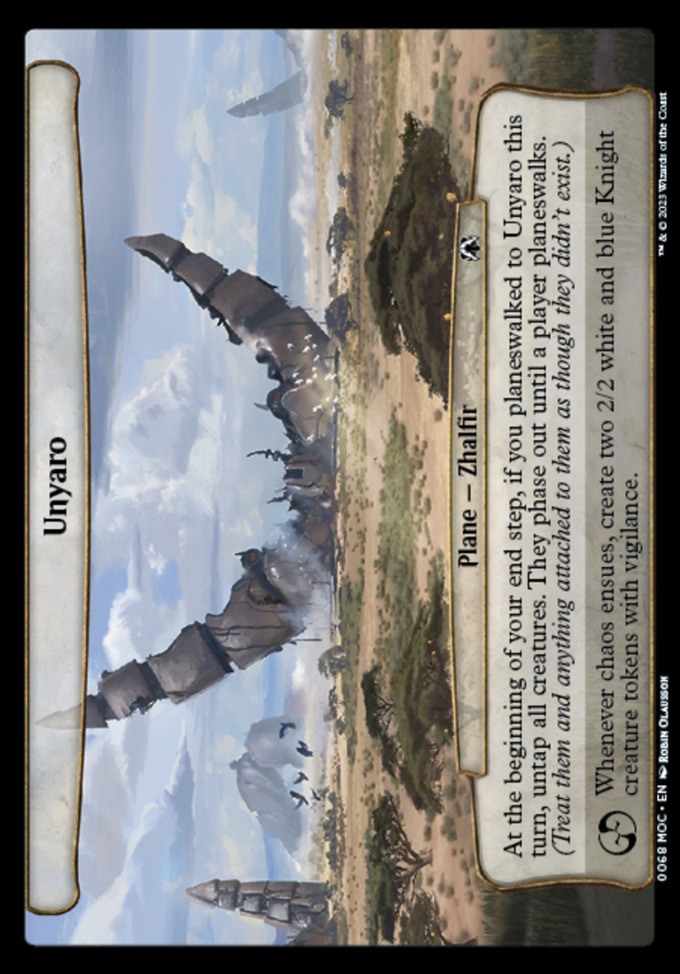 Unyaro
Plane — Zhalfir
At the beginning of your end step, if you planeswalked to Unyaro this
turn, untap all creatures. They phase out until a player planeswalks.
(Treat them and anything attached to them as though they didn't exist.)
Whenever chaos ensues, create two 2/2 white and blue Knight
creature tokens with vigilance.
0068 MOC • EN Robin Olausson
™ & © 2023 Wizards of the Coast